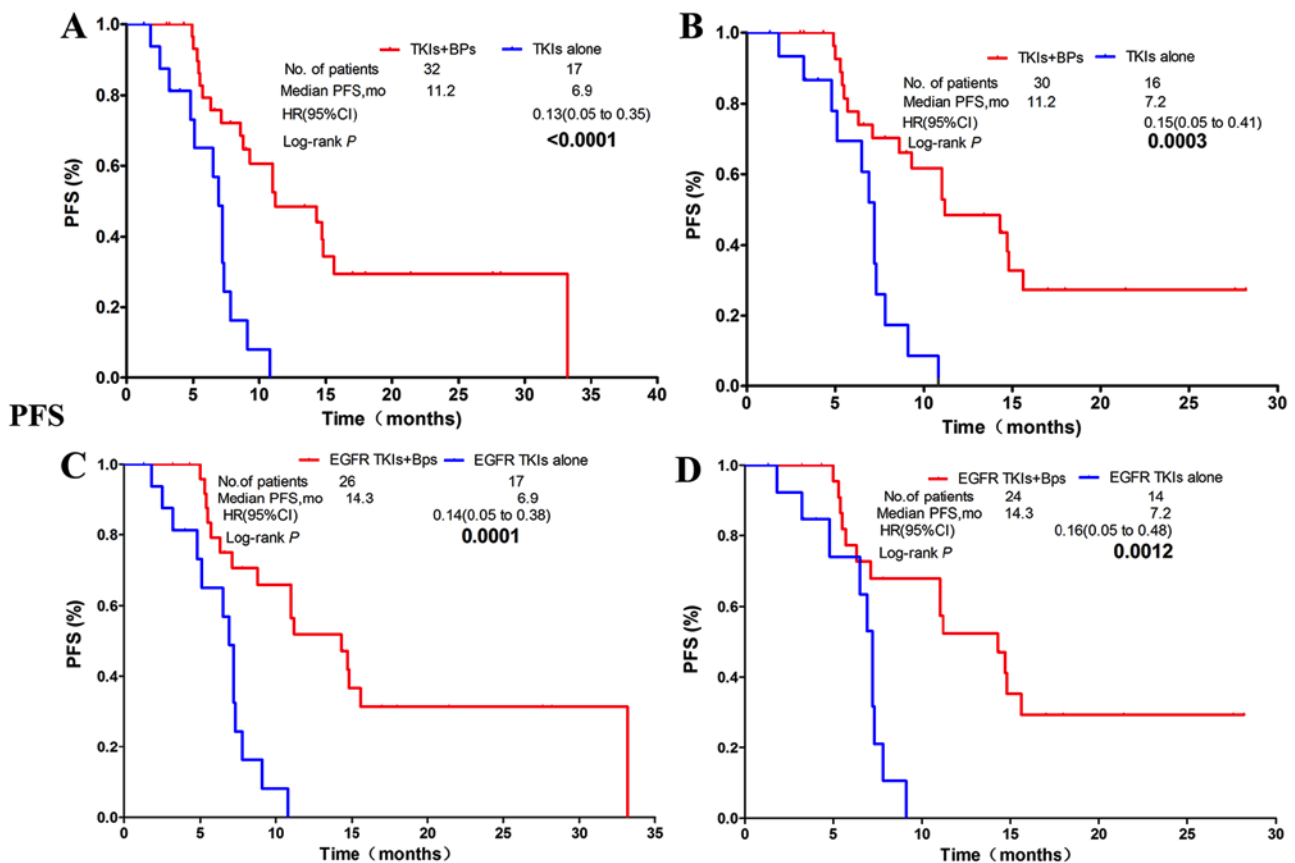 A
TKIs+BPs TKIs alone
No. of patients 32 17
Median PFS,mo 11.2 6.9
HR(95%CI) 0.13(0.05 to 0.35)
Log-rank P <0.0001
PFS (%)
1.0
0.8
0.6
0.4
0.2
0.0
0 5 10 15 20 25 30 35 40
Time（months)
B
TKIs+BPs TKIs alone
No. of patients 30 16
Median PFS,mo 11.2 7.2
HR(95%CI) 0.15(0.05 to 0.41)
Log-rank P 0.0003
PFS (%)
1.0
0.8
0.6
0.4
0.2
0.0
0 5 10 15 20 25 30
Time（months)
PFS
C
EGFR TKIs+Bps EGFR TKIs alone
No.of patients 26 17
Median PFS,mo 14.3 6.9
HR(95%CI) 0.14(0.05 to 0.38)
Log-rank P 0.0001
PFS (%)
1.0
0.8
0.6
0.4
0.2
0.0
0 5 10 15 20 25 30 35
Time（months)
D
EGFR TKIs+BPs EGFR TKIs alone
No.of patients 24 14
Median PFS,mo 14.3 7.2
HR(95%CI) 0.16(0.05 to 0.48)
Log-rank P 0.0012
PFS (%)
1.0
0.8
0.6
0.4
0.2
0.0
0 5 10 15 20 25 30
Time（months)